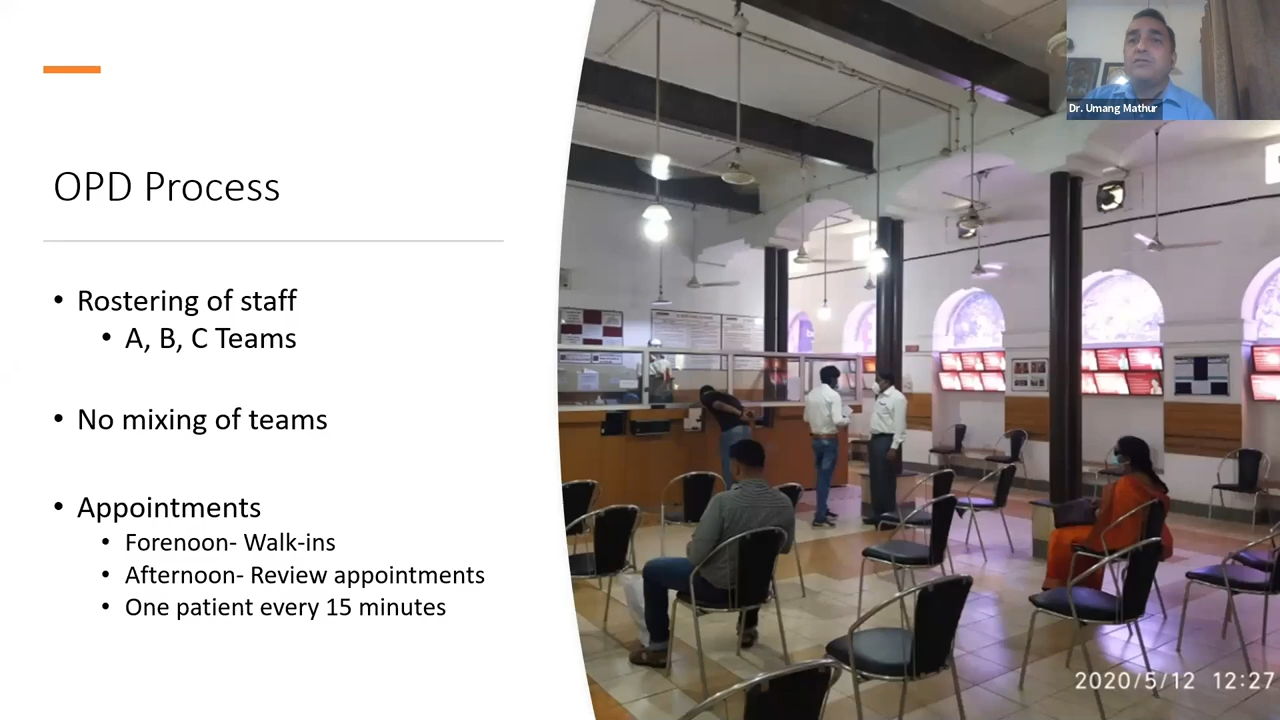 Dr. Umang Mathur
OPD Process
• Rostering of staff
• A, B, C Teams
• No mixing of teams
• Appointments
• Forenoon- Walk-ins
• Afternoon- Review appointments
• One patient every 15 minutes
2020/5/12 12:27